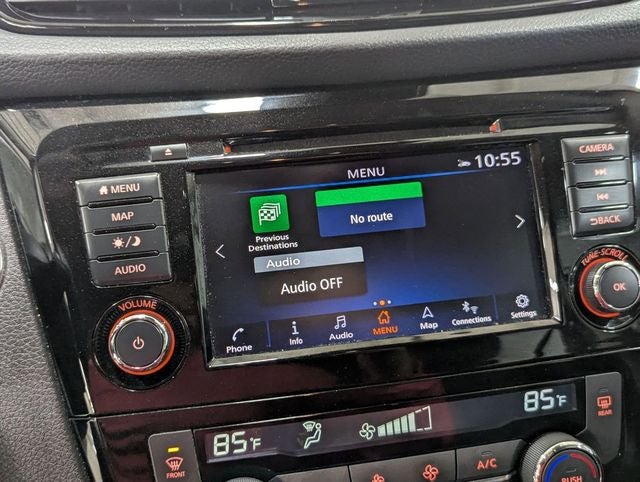 MENU
MAP
AUDIO
VOLUME
MENU
10:55
Previous
Destinations
No route
Audio
Audio OFF
Phone
Info
Audio
MENU
Map
Connections
Settings
CAMERA
BACK
TUNE•SCROLL
OK
85°F
85°F
FRONT
REAR
A/C
PUSH